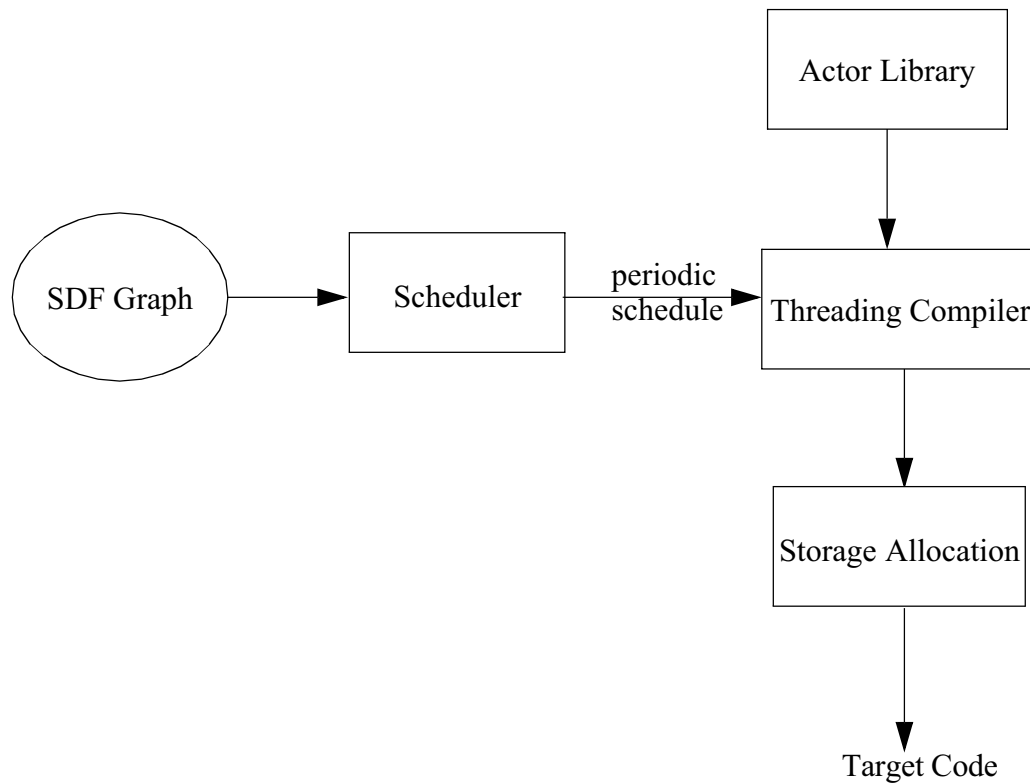 Actor Library
SDF Graph
Scheduler
periodic
schedule
Threading Compiler
Storage Allocation
Target Code